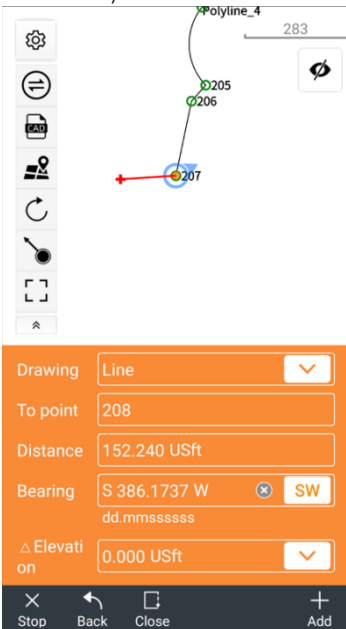 Polyline_4
283
205
206
207
CAD
Drawing Line
To point 208
Distance 152.240 USft
Bearing S 386.1737 W SW
dd.mmssssss
△Elevati
on 0.000 USft
Stop Back Close Add